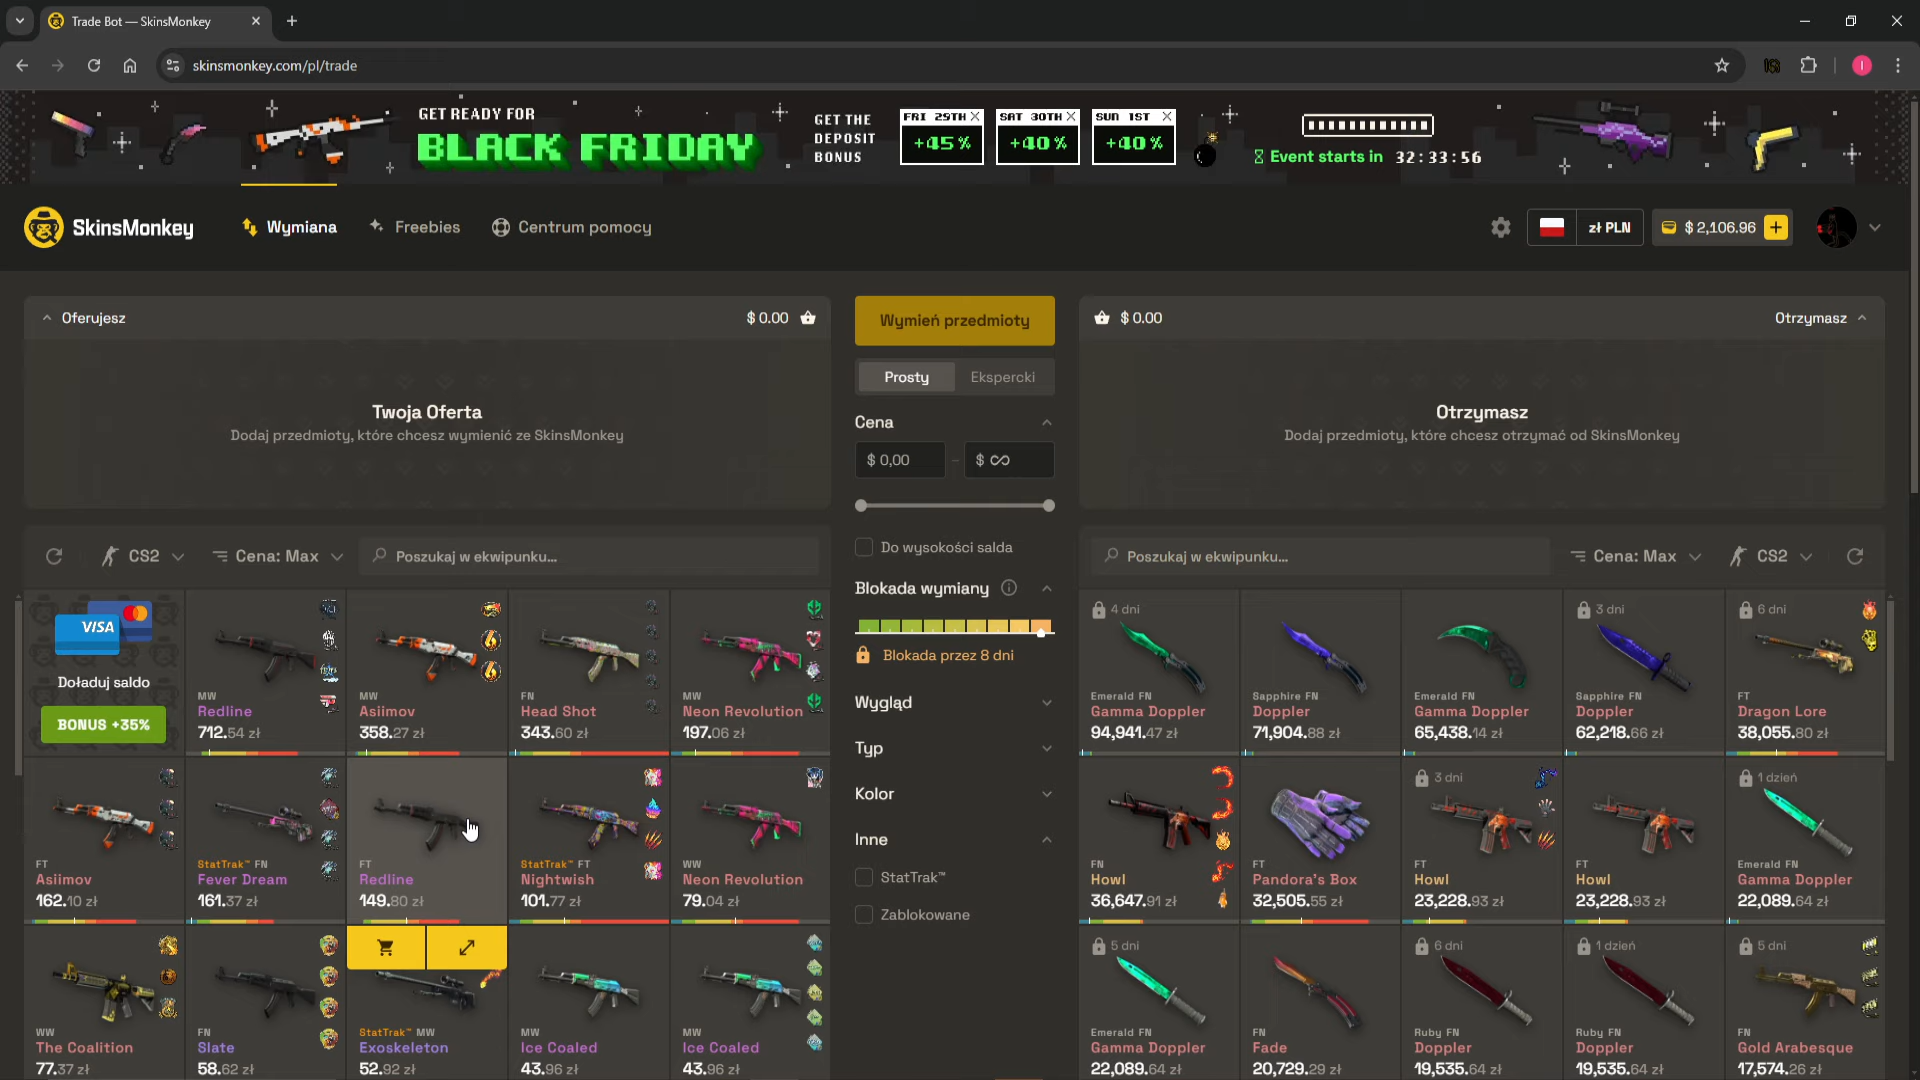 Trade Bot — SkinsMonkey
skinsmonkey.com/pl/trade
GET READY FOR
BLACK FRIDAY
GET THE
DEPOSIT
BONUS
FRI 29TH
+45%
SAT 30TH
+40%
SUN 1ST
+40%
Event starts in 32:33:56
SkinsMonkey
Wymiana
Freebies
Centrum pomocy
zł PLN
$ 2,106.96
Oferujesz
$ 0.00
Twoja Oferta
Dodaj przedmioty, które chcesz wymienić ze SkinsMonkey
Wymień przedmioty
Prosty
Ekspercki
Cena
$ 0,00
-
$ ∞
Do wysokości salda
Blokada wymiany
Blokada przez 8 dni
Wygląd
Typ
Kolor
Inne
StatTrak™
Zablokowane
$ 0.00
Otrzymasz
Otrzymasz
Dodaj przedmioty, które chcesz otrzymać od SkinsMonkey
CS2
Cena: Max
Poszukaj w ekwipunku...
VISA
Doładuj saldo
BONUS +35%
MW
Redline
712.54 zł
MW
Asiimov
358.27 zł
FN
Head Shot
343.60 zł
MW
Neon Revolution
197.06 zł
FT
Asiimov
162.10 zł
StatTrak™ FN
Fever Dream
161.37 zł
FT
Redline
149.80 zł
StatTrak™ FT
Nightwish
101.77 zł
WW
Neon Revolution
79.04 zł
WW
The Coalition
77.37 zł
FN
Slate
58.62 zł
StatTrak™ MW
Exoskeleton
52.92 zł
MW
Ice Coaled
43.96 zł
MW
Ice Coaled
43.96 zł
Poszukaj w ekwipunku...
Cena: Max
CS2
4 dni
Emerald FN
Gamma Doppler
94,941.47 zł
Sapphire FN
Doppler
71,904.88 zł
Emerald FN
Gamma Doppler
65,438.14 zł
3 dni
Sapphire FN
Doppler
62,218.66 zł
6 dni
FT
Dragon Lore
38,055.80 zł
FN
Howl
36,647.91 zł
FT
Pandora's Box
32,505.55 zł
3 dni
FT
Howl
23,228.93 zł
FT
Howl
23,228.93 zł
1 dzień
Emerald FN
Gamma Doppler
22,089.64 zł
5 dni
Emerald FN
Gamma Doppler
22,089.64 zł
FN
Fade
20,729.29 zł
6 dni
Ruby FN
Doppler
19,535.64 zł
1 dzień
Ruby FN
Doppler
19,535.64 zł
5 dni
FN
Gold Arabesque
17,574.26 zł